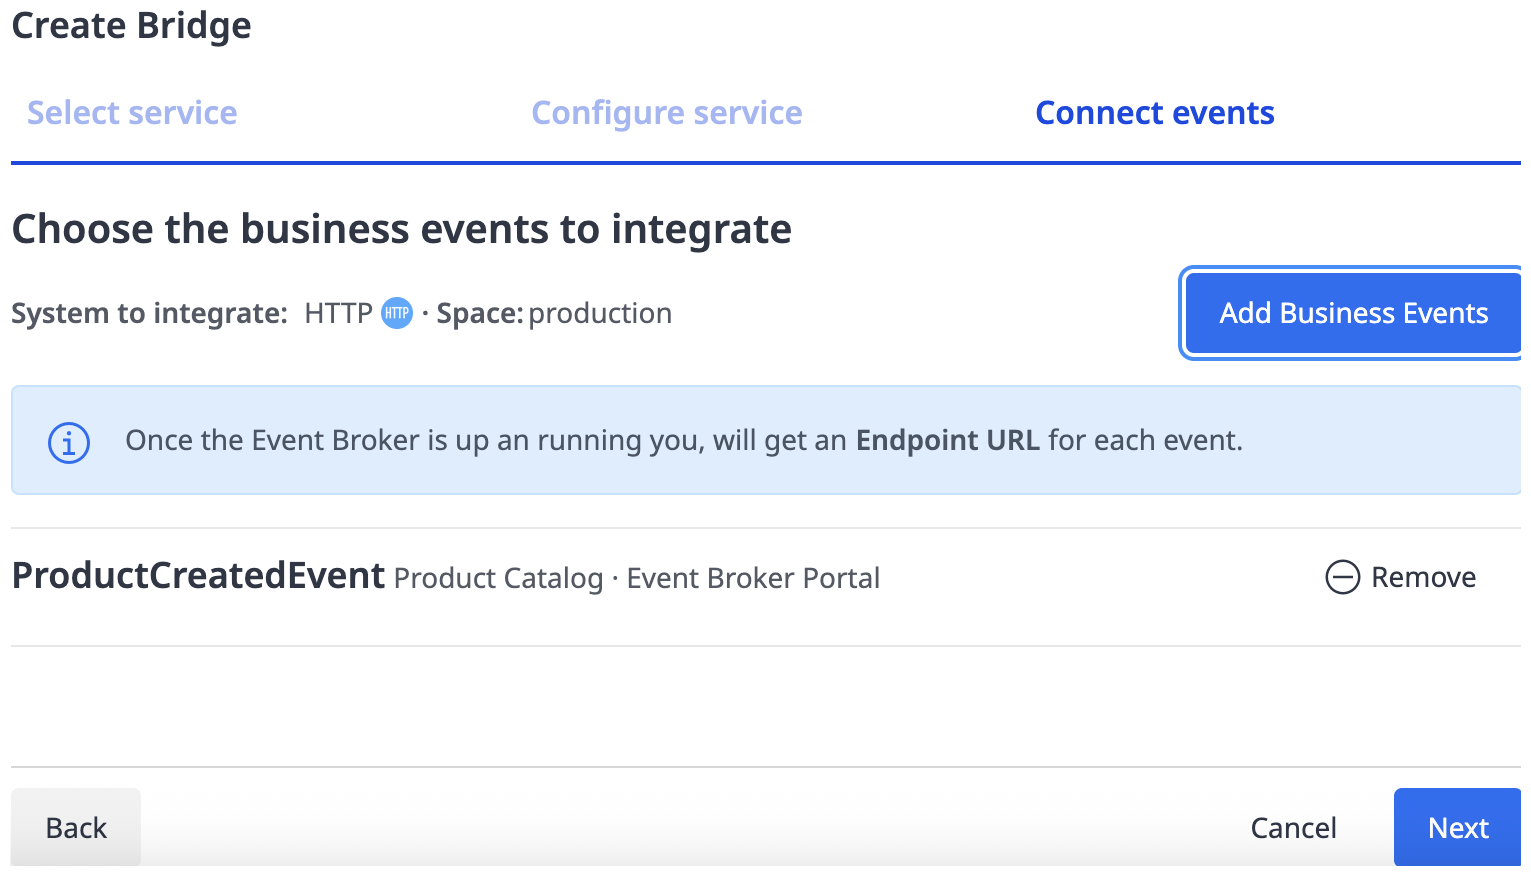 Create Bridge
Select service Configure service Connect events
Choose the business events to integrate
System to integrate: HTTP HTTP · Space: production Add Business Events
Once the Event Broker is up an running you, will get an Endpoint URL for each event.
ProductCreatedEvent Product Catalog · Event Broker Portal Remove
Back Cancel Next